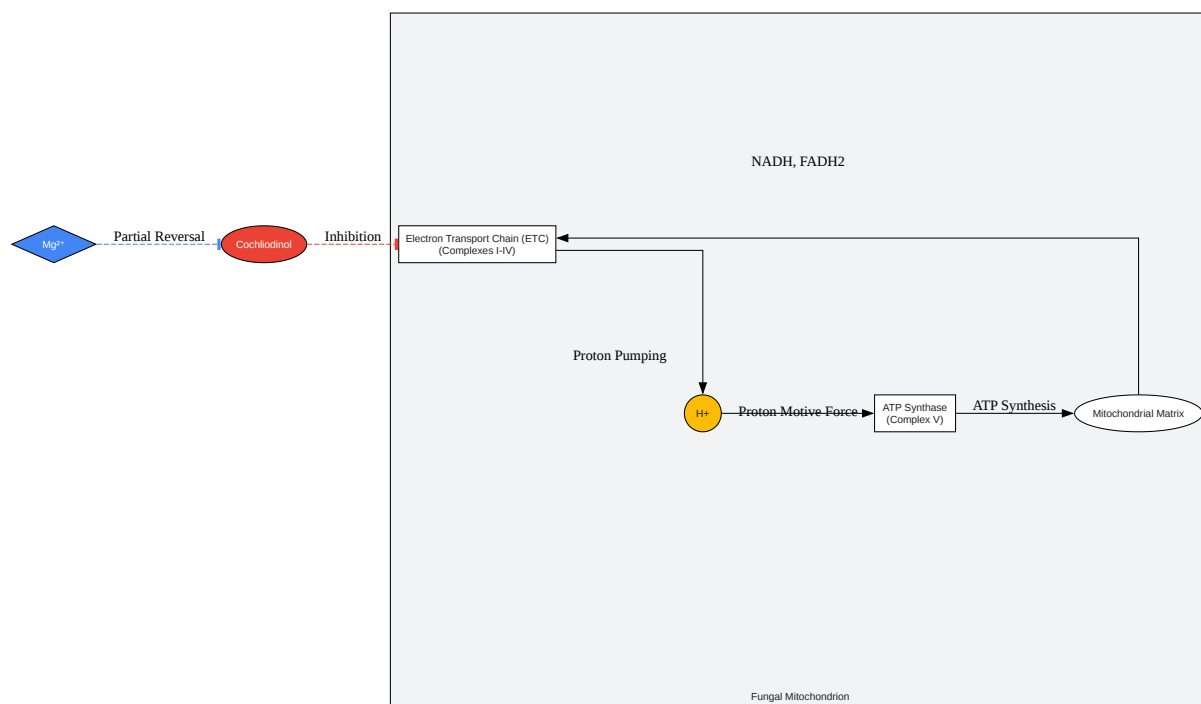 NADH, FADH2
Mg²⁺
Partial Reversal
Cochliodinol
Inhibition
Electron Transport Chain (ETC)
(Complexes I-IV)
Proton Pumping
H+
Proton Motive Force
ATP Synthase
(Complex V)
ATP Synthesis
Mitochondrial Matrix
Fungal Mitochondrion